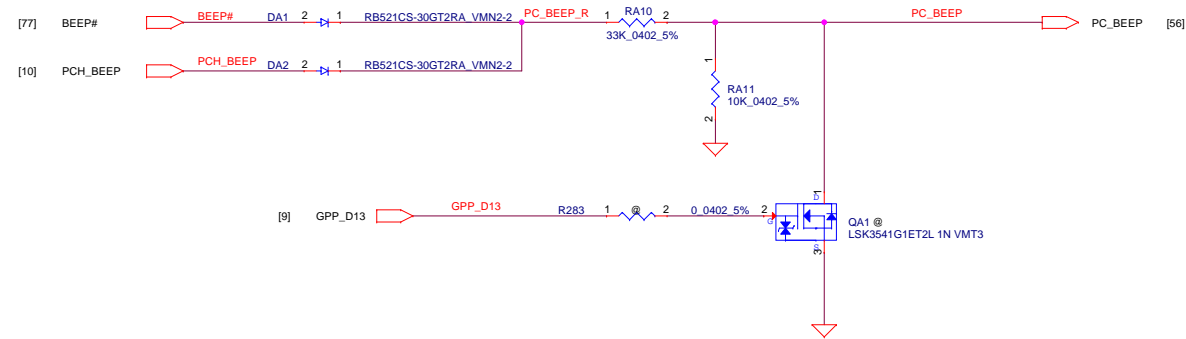 [77] BEEP# BEEP# DA1 2 1 RB521CS-30GT2RA_VMN2-2 PC_BEEP_R 1 RA10 2 33K_0402_5% PC_BEEP PC_BEEP [56]
[10] PCH_BEEP PCH_BEEP DA2 2 1 RB521CS-30GT2RA_VMN2-2
1
RA11
10K_0402_5%
2
[9] GPP_D13 GPP_D13 R283 1 @ 2 0_0402_5% 2 G
D 1
QA1 @
LSK3541G1ET2L 1N VMT3
S 3